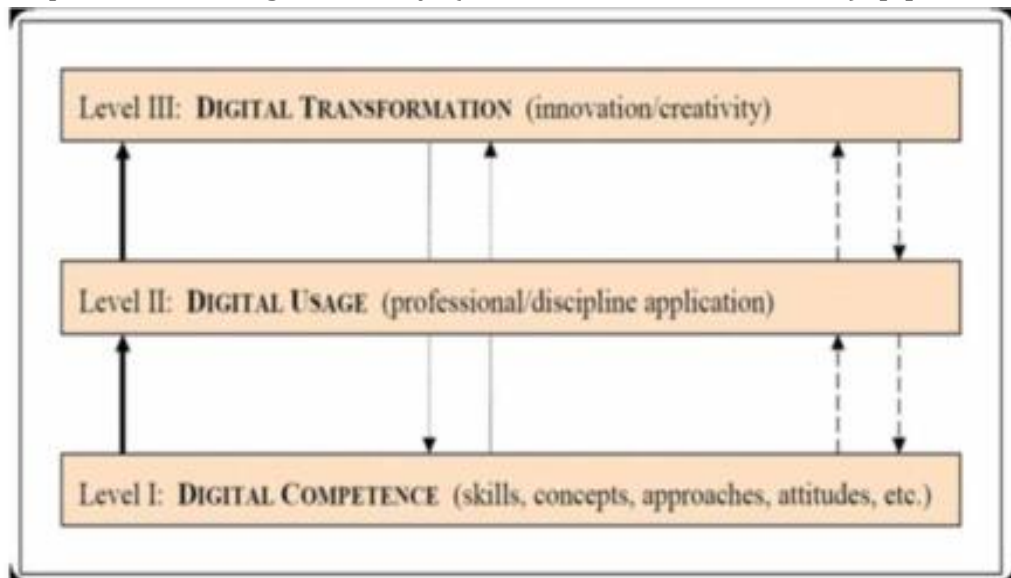 Level III: DIGITAL TRANSFORMATION (innovation/creativity)
Level II: DIGITAL USAGE (professional/discipline application)
Level I: DIGITAL COMPETENCE (skills, concepts, approaches, attitudes, etc.)